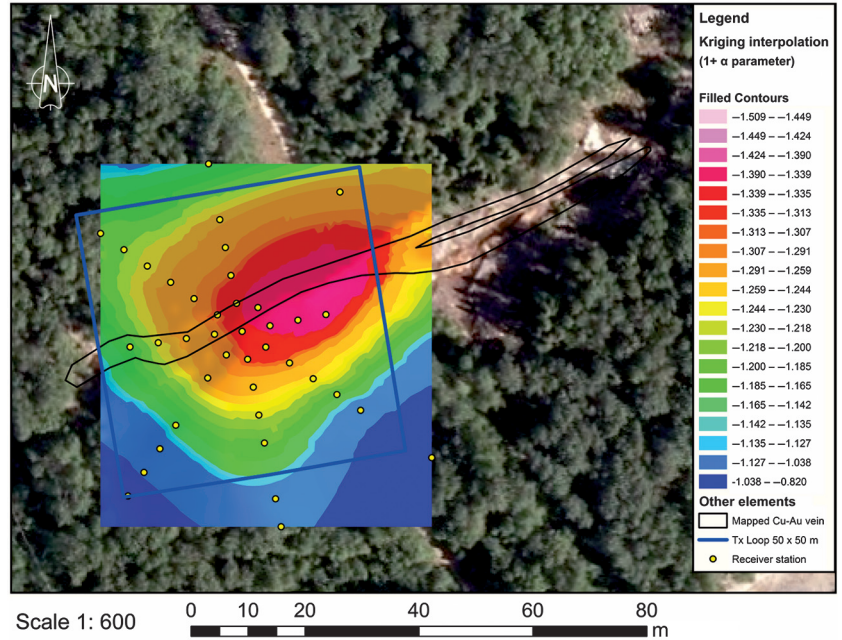 N
Legend
Kriging interpolation
(1+ α parameter)
Filled Contours
–1.509 – –1.449
–1.449 – –1.424
–1.424 – –1.390
–1.390 – –1.339
–1.339 – –1.335
–1.335 – –1.313
–1.313 – –1.307
–1.307 – –1.291
–1.291 – –1.259
–1.259 – –1.244
–1.244 – –1.230
–1.230 – –1.218
–1.218 – –1.200
–1.200 – –1.185
–1.185 – –1.165
–1.165 – –1.142
–1.142 – –1.135
–1.135 – –1.127
–1.127 – –1.038
-1.038 – –0.820
Other elements
Mapped Cu-Au vein
Tx Loop 50 x 50 m
Receiver station
Scale 1: 600
0 10 20 40 60 80
m